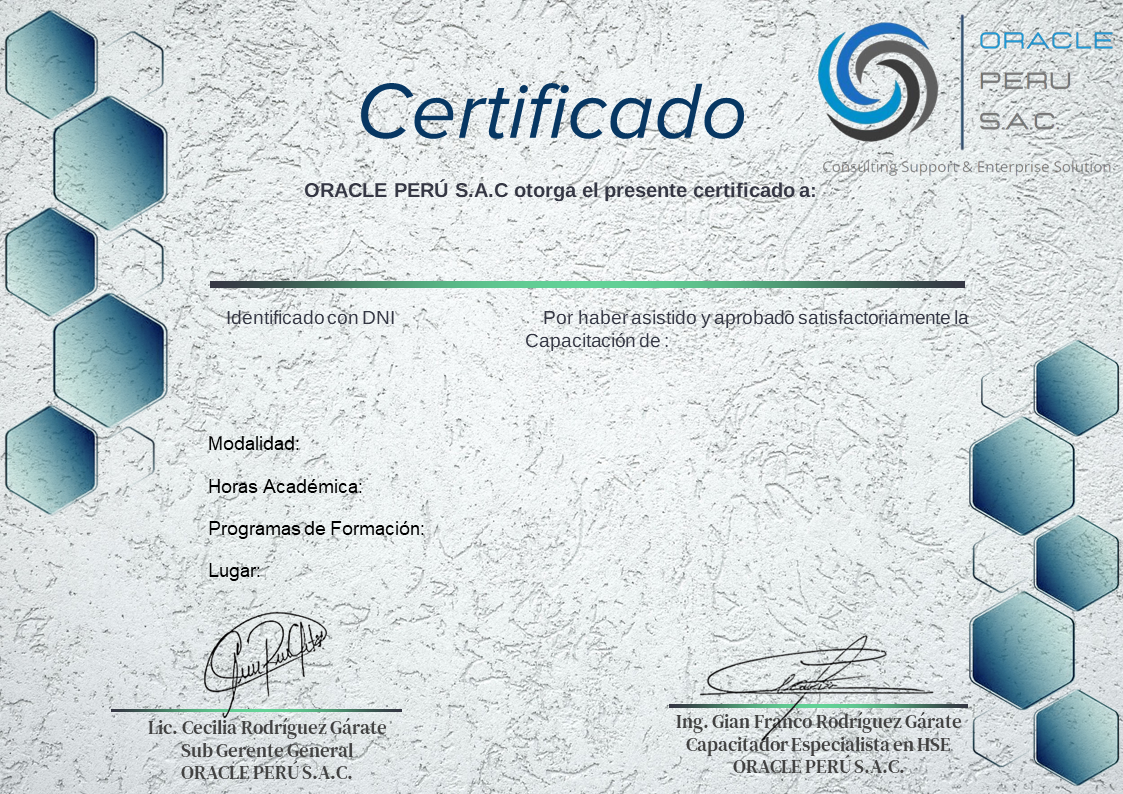 ORACLE
PERU
S.A.C
Consulting Support & Enterprise Solution
Certificado
ORACLE PERÚ S.A.C otorga el presente certificado a:
Identificado con DNI Por haber asistido y aprobado satisfactoriamente la
Capacitación de :
Modalidad:
Horas Académica:
Programas de Formación:
Lugar:
Lic. Cecilia Rodríguez Gárate
Sub Gerente General
ORACLE PERÚ S.A.C.
Ing. Gian Franco Rodríguez Gárate
Capacitador Especialista en HSE
ORACLE PERÚ S.A.C.